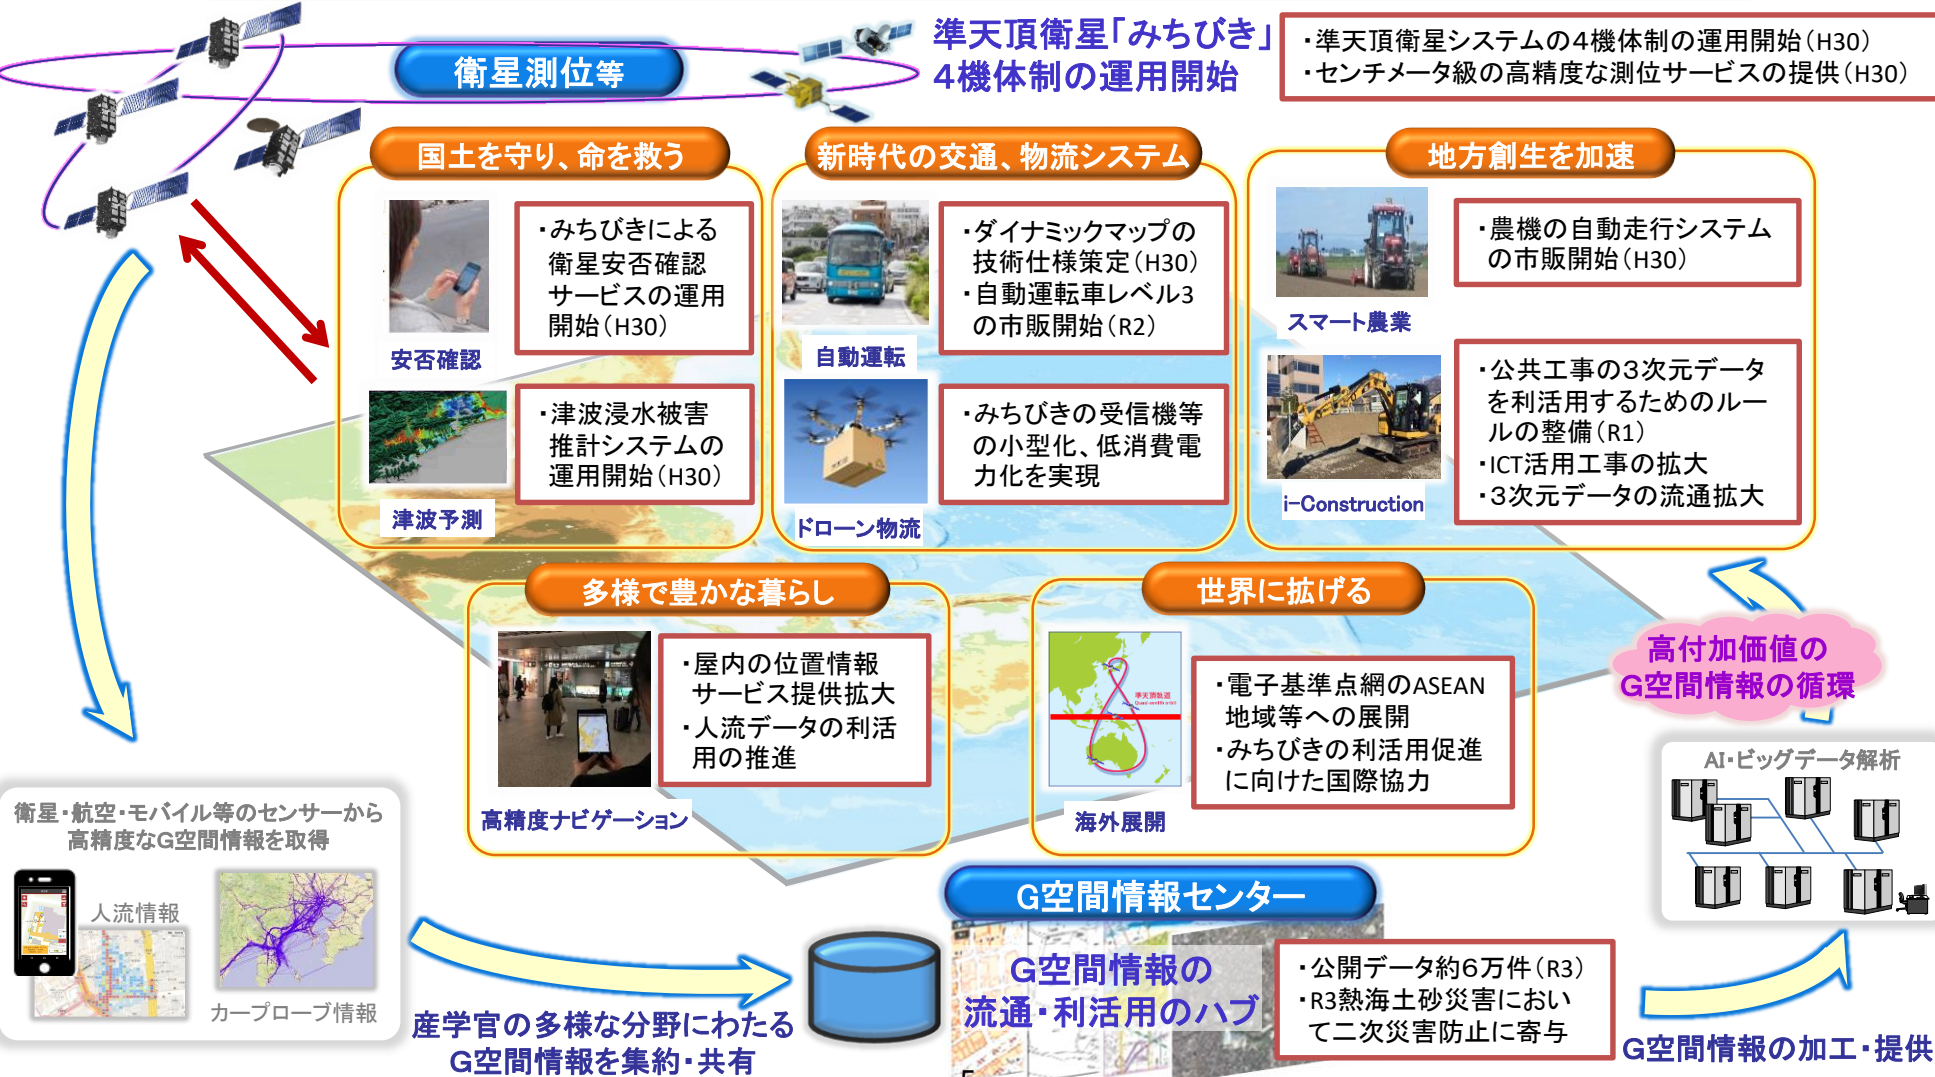 衛星測位等
準天頂衛星「みちびき」
4機体制の運用開始
・準天頂衛星システムの4機体制の運用開始(H30)
・センチメータ級の高精度な測位サービスの提供(H30)
国土を守り、命を救う
・みちびきによる
衛星安否確認
サービスの運用
開始(H30)
安否確認
・津波浸水被害
推計システムの
運用開始(H30)
津波予測
新時代の交通、物流システム
・ダイナミックマップの
技術仕様策定(H30)
・自動運転車レベル3
の市販開始(R2)
自動運転
・みちびきの受信機等
の小型化、低消費電
力化を実現
ドローン物流
地方創生を加速
・農機の自動走行システム
の市販開始(H30)
スマート農業
・公共工事の3次元データ
を利活用するためのルー
ルの整備(R1)
・ICT活用工事の拡大
・3次元データの流通拡大
i-Construction
多様で豊かな暮らし
・屋内の位置情報
サービス提供拡大
・人流データの利活
用の推進
高精度ナビゲーション
世界に拡げる
準天頂軌道
Quasi-zenith orbit
・電子基準点網のASEAN
地域等への展開
・みちびきの利活用促進
に向けた国際協力
海外展開
高付加価値の
G空間情報の循環
AI・ビッグデータ解析
衛星・航空・モバイル等のセンサーから
高精度なG空間情報を取得
人流情報
カープローブ情報
産学官の多様な分野にわたる
G空間情報を集約・共有
G空間情報センター
G空間情報の
流通・利活用のハブ
・公開データ約6万件(R3)
・R3熱海土砂災害におい
て二次災害防止に寄与
G空間情報の加工・提供